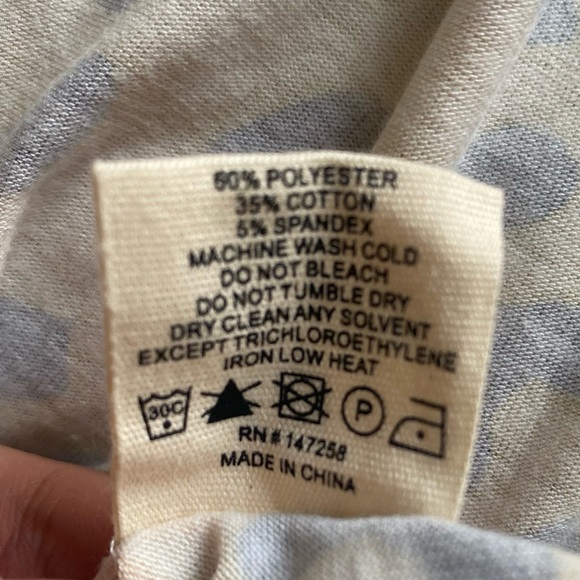 60% POLYESTER
35% COTTON
5% SPANDEX
MACHINE WASH COLD
DO NOT BLEACH
DO NOT TUMBLE DRY
DRY CLEAN ANY SOLVENT
EXCEPT TRICHLOROETHYLENE
IRON LOW HEAT
30C P
RN # 147258
MADE IN CHINA